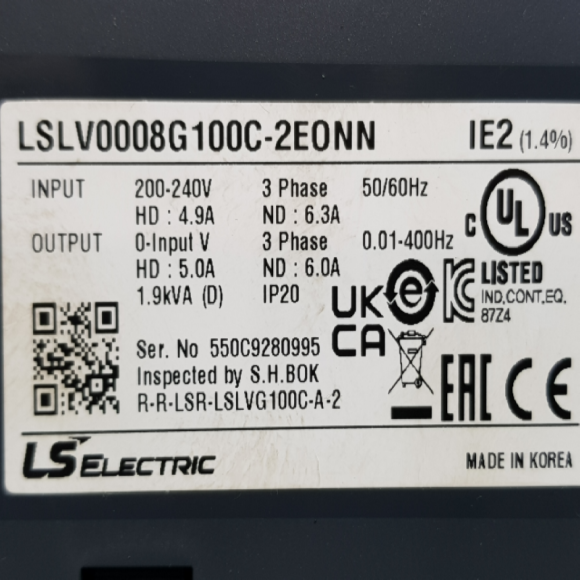 LSLV0008G100C-2EONN IE2 (1.4%)
INPUT 200-240V 3 Phase 50/60Hz
HD : 4.9A ND : 6.3A
OUTPUT 0-Input V 3 Phase 0.01-400Hz
HD : 5.0A ND : 6.0A
1.9kVA (D) IP20
C UL US
LISTED
IND.CONT.EQ.
87Z4
UK
CA
Ser. No 550C9280995
Inspected by S.H.BOK
R-R-LSR-LSLVG100C-A-2
EAC CE
LS ELECTRIC
MADE IN KOREA